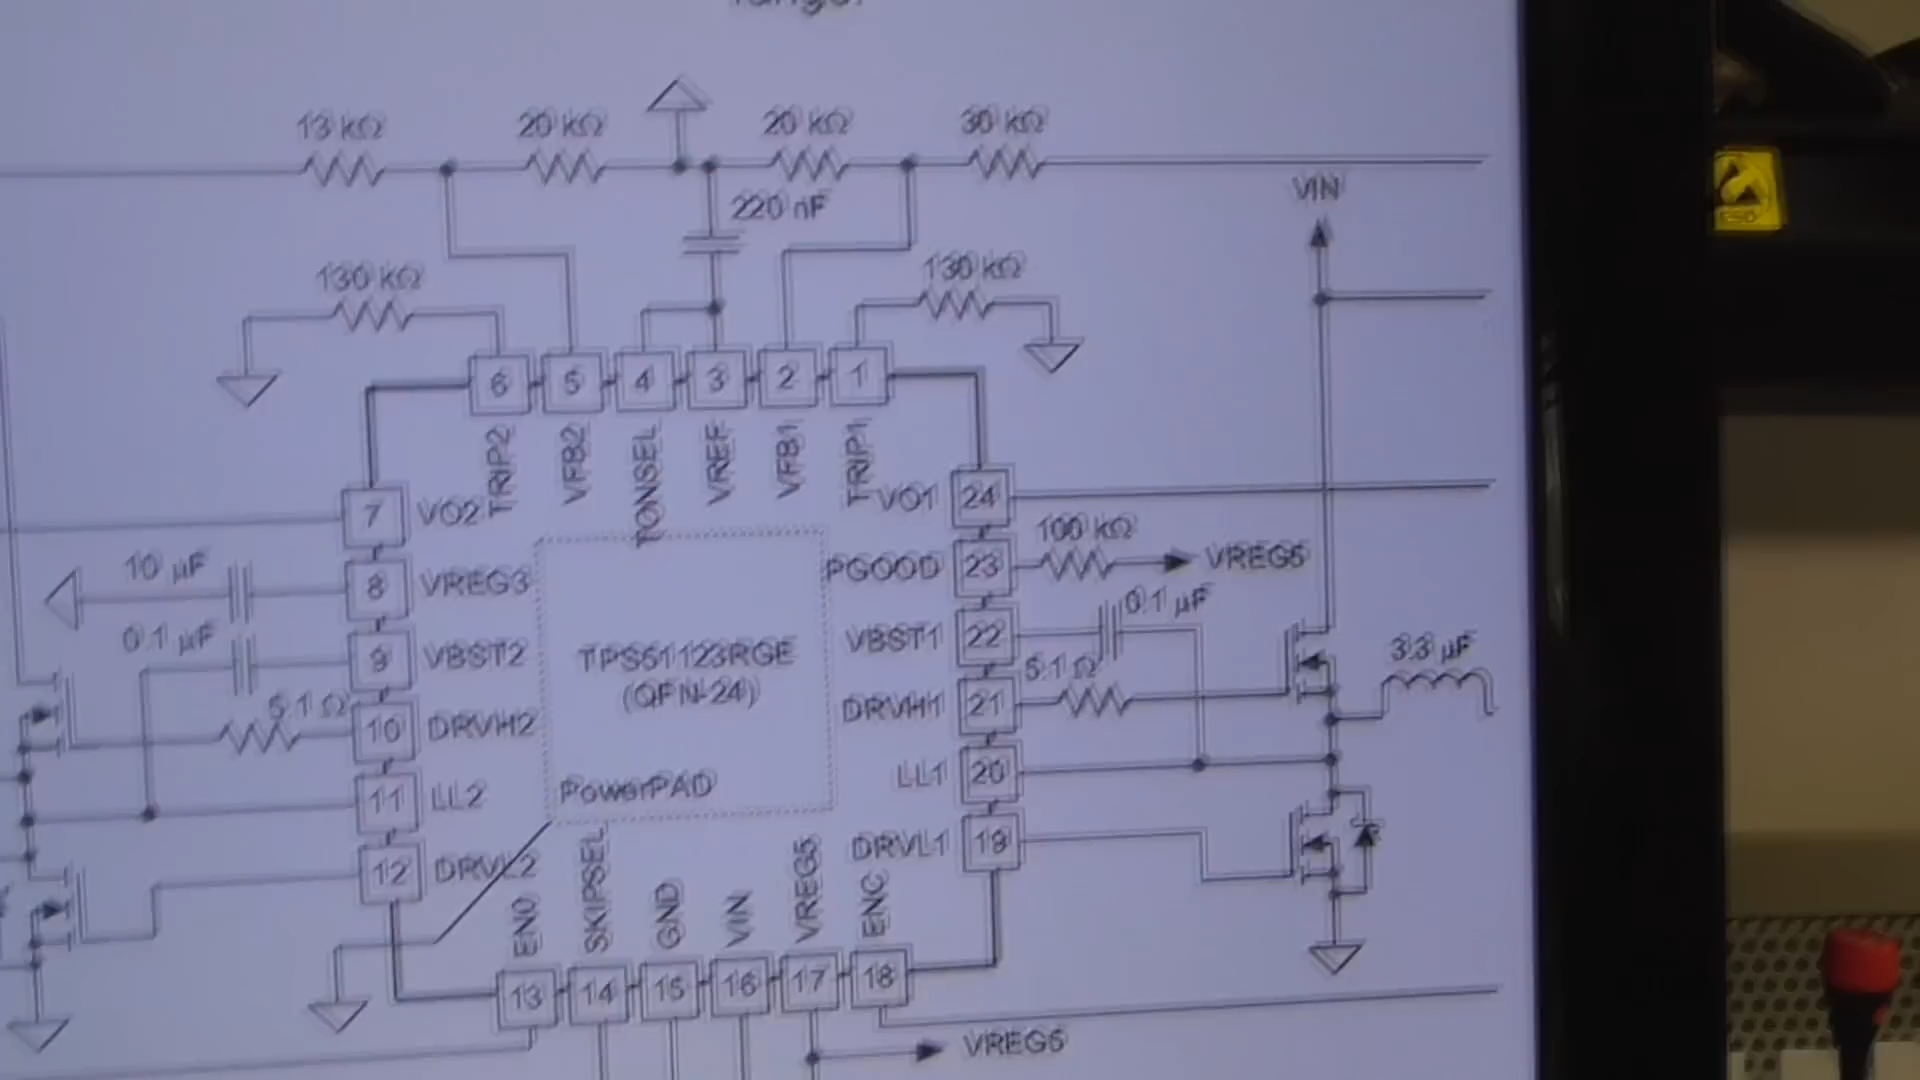 13 kΩ
20 kΩ
20 kΩ
30 kΩ
220 nF
VIN
130 kΩ
130 kΩ
6
5
4
3
2
1
TRIP2
VFB2
TONSEL
VREF
VFB1
TRIP1
7
VO2
VO1
24
100 kΩ
10 µF
8
VREG3
PGOOD
23
VREG5
0.1 µF
0.1 µF
9
VBST2
VBST1
22
TPS51123RGE
(QFN-24)
3.3 µF
5.1 Ω
5.1 Ω
10
DRVH2
DRVH1
21
11
LL2
PowerPAD
LL1
20
12
DRVL2
DRVL1
19
EN0
SKIPSEL
GND
VIN
VREG5
ENC
13
14
15
16
17
18
VREG5
ESD